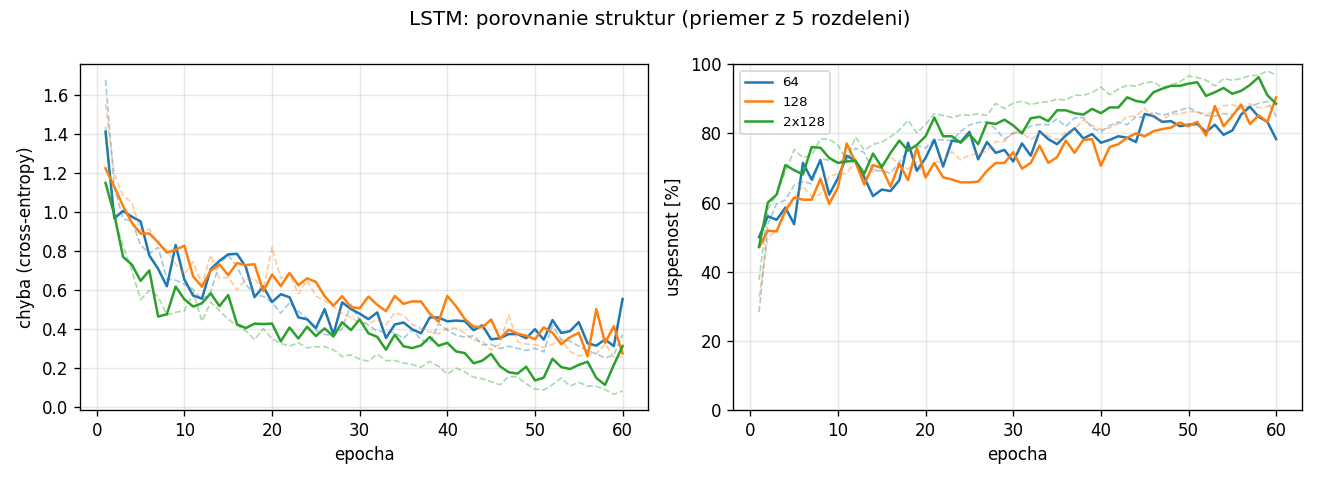 LSTM: porovnanie struktur (priemer z 5 rozdeleni)
chyba (cross-entropy)
1.6
1.4
1.2
1.0
0.8
0.6
0.4
0.2
0.0
0 10 20 30 40 50 60
epocha
uspesnost [%]
100
80
60
40
20
0
64
128
2x128
0 10 20 30 40 50 60
epocha